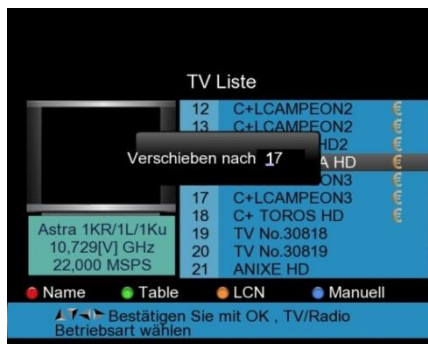 TV Liste
12 C+LCAMPEON2 €
13 C+LCAMPEON2 €
HD2 €
A HD €
Verschieben nach 17
ON3 €
17 C+LCAMPEON3 €
18 C+ TOROS HD €
19 TV No.30818
20 TV No.30819
21 ANIXE HD
Astra 1KR/1L/1Ku
10,729[V] GHz
22,000 MSPS
Name Table LCN Manuell
Bestätigen Sie mit OK , TV/Radio
Betriebsart wählen